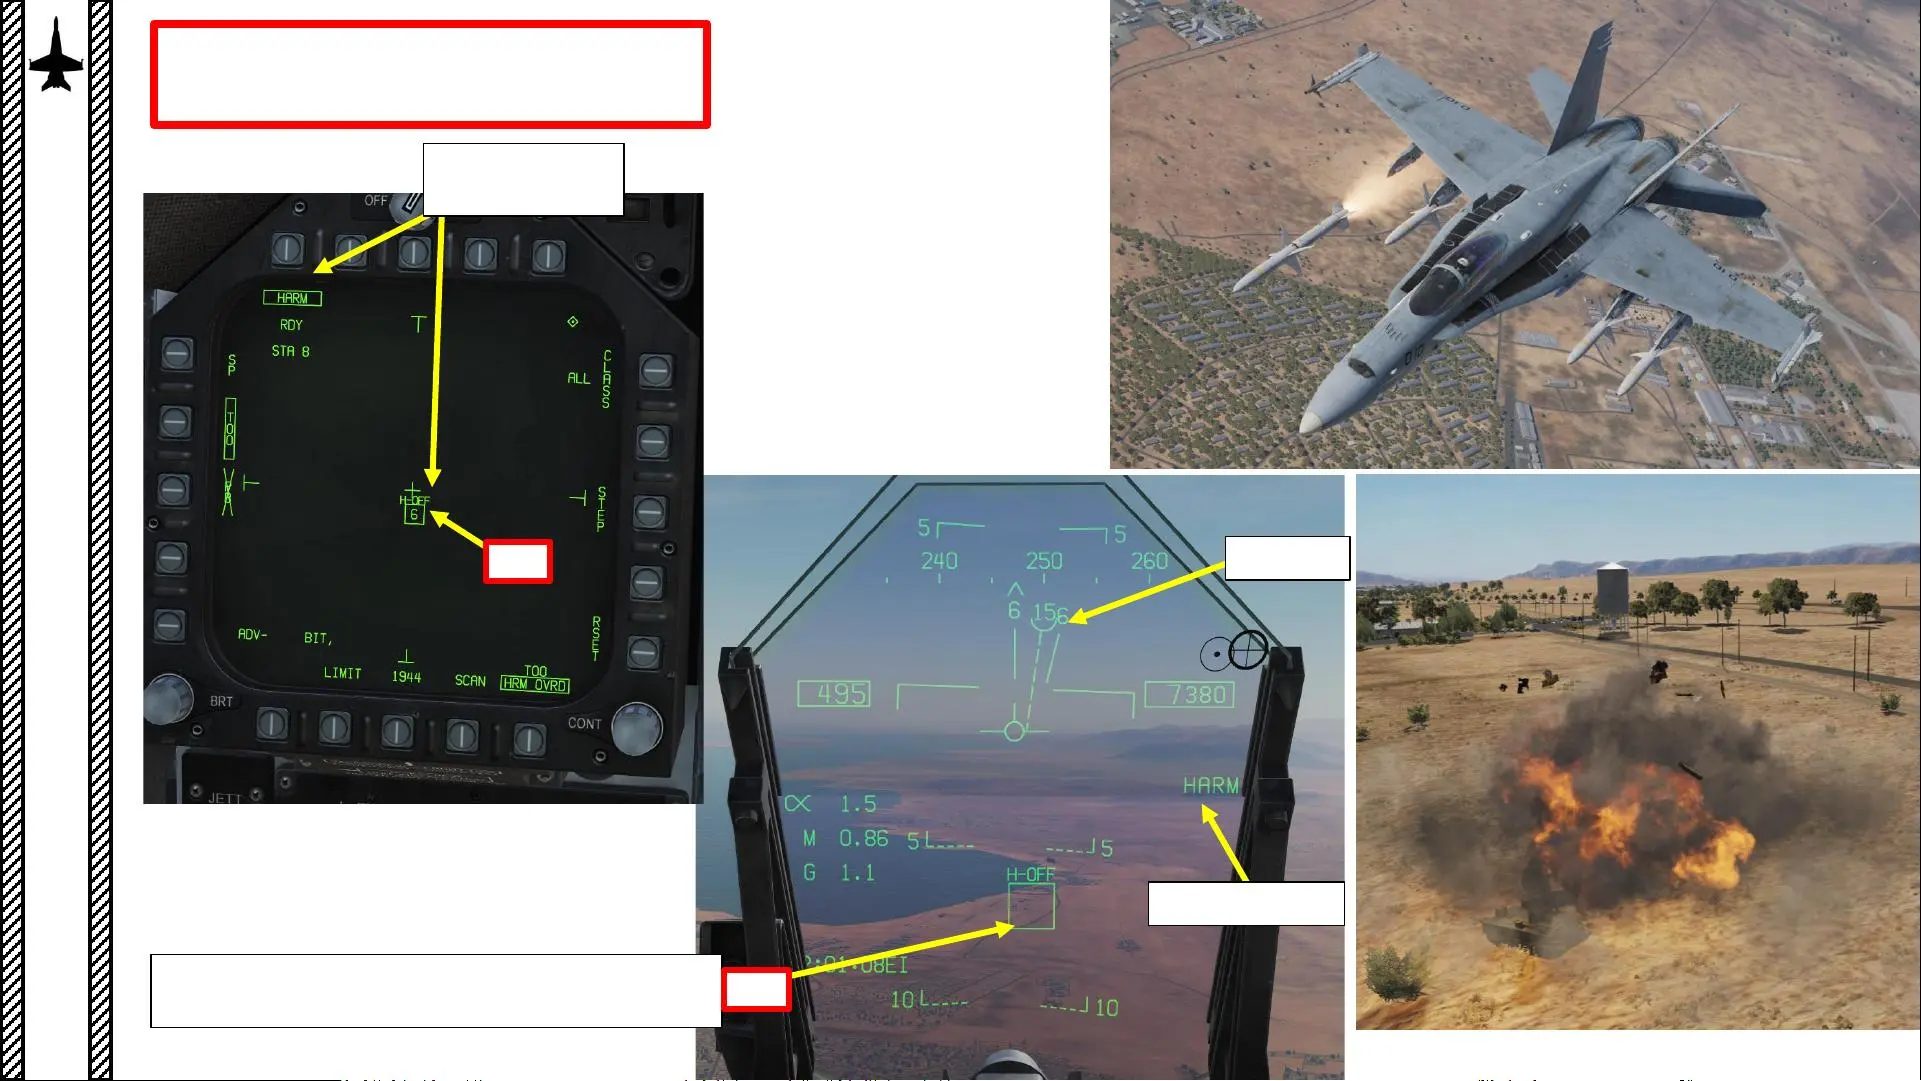 OFF
HARM
RDY
STA 8
SP
CLASS
ALL
TOO
H-OFF
6
STEP
RSET
ADV-
BIT,
LIMIT
1944
SCAN
TOO
HRM OVRD
BRT
CONT
JETT
5
5
240
250
260
6
156
495
7380
HARM
α 1.5
M 0.86
5
5
G 1.1
H-OFF
:01:08EI
10
10